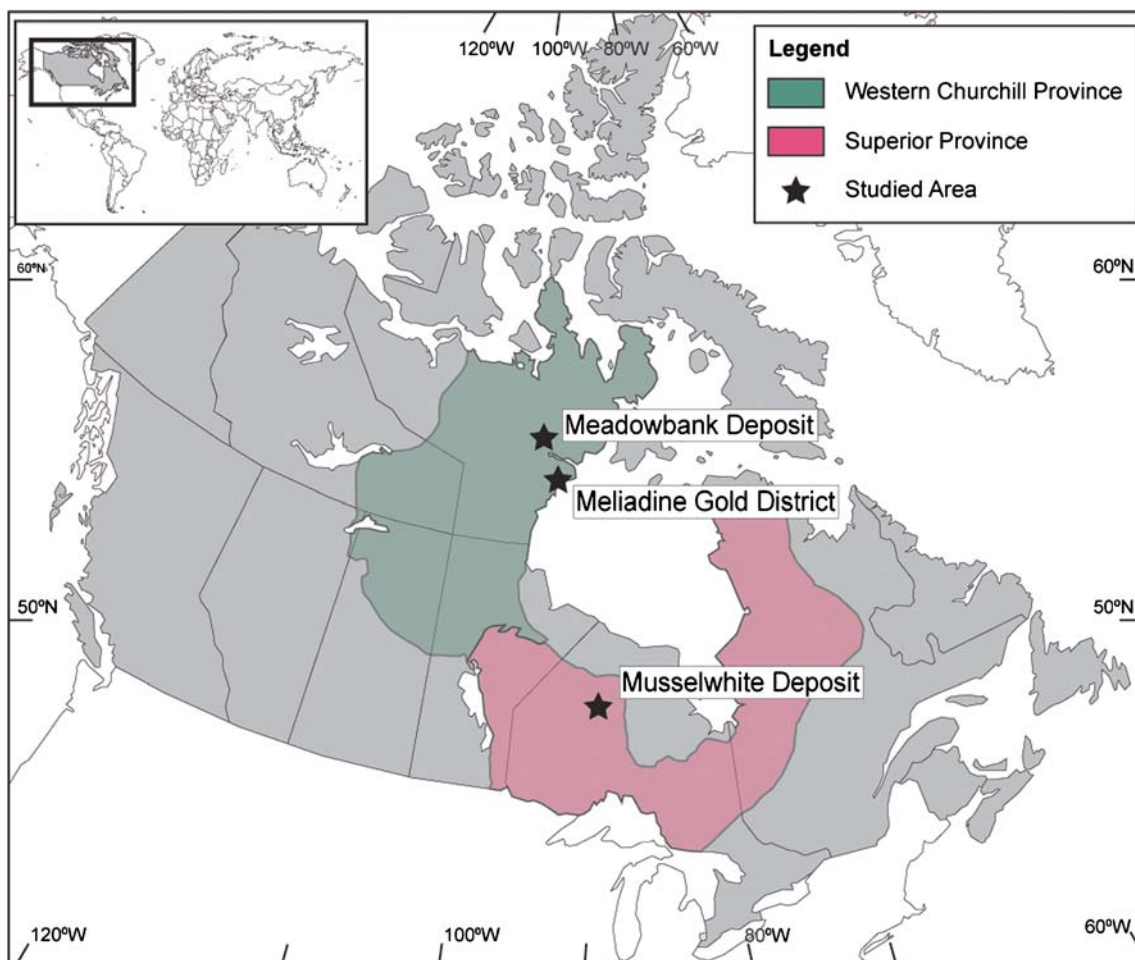 120ºW 100ºW 80ºW 60ºW
Legend
Western Churchill Province
Superior Province
Studied Area
60ºN 60ºN
Meadowbank Deposit
Meliadine Gold District
50ºN 50ºN
Musselwhite Deposit
120ºW 100ºW 80ºW 60ºW